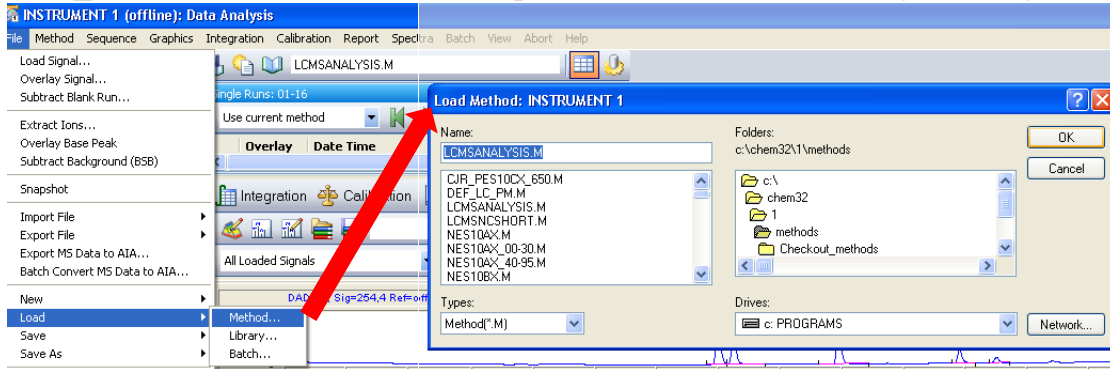 INSTRUMENT 1 (offline): Data Analysis
File Method Sequence Graphics Integration Calibration Report Spectra Batch View Abort Help
Load Signal...
Overlay Signal...
Subtract Blank Run...
Extract Ions...
Overlay Base Peak
Subtract Background (BSB)
Snapshot
Import File
Export File
Export MS Data to AIA...
Batch Convert MS Data to AIA...
New
Load
Save
Save As
Method...
Library...
Batch...
LCMSANALYSIS.M
Single Runs: 01-16
Use current method
Overlay Date Time
Integration
All Loaded Signals
Sig=254,4 Ref=off
Load Method: INSTRUMENT 1
Name:
LCMSANALYSIS.M
CJR_PES10CX_650.M
DEF_LC_PM.M
LCMSANALYSIS.M
LCMSNCSHORT.M
NES10AX.M
NES10AX_00-30.M
NES10AX_40-95.M
NES10BX.M
Types:
Method(*.M)
Folders:
c:\chem32\1\methods
c:\
chem32
1
methods
Checkout_methods
Drives:
c: PROGRAMS
OK
Cancel
Network...